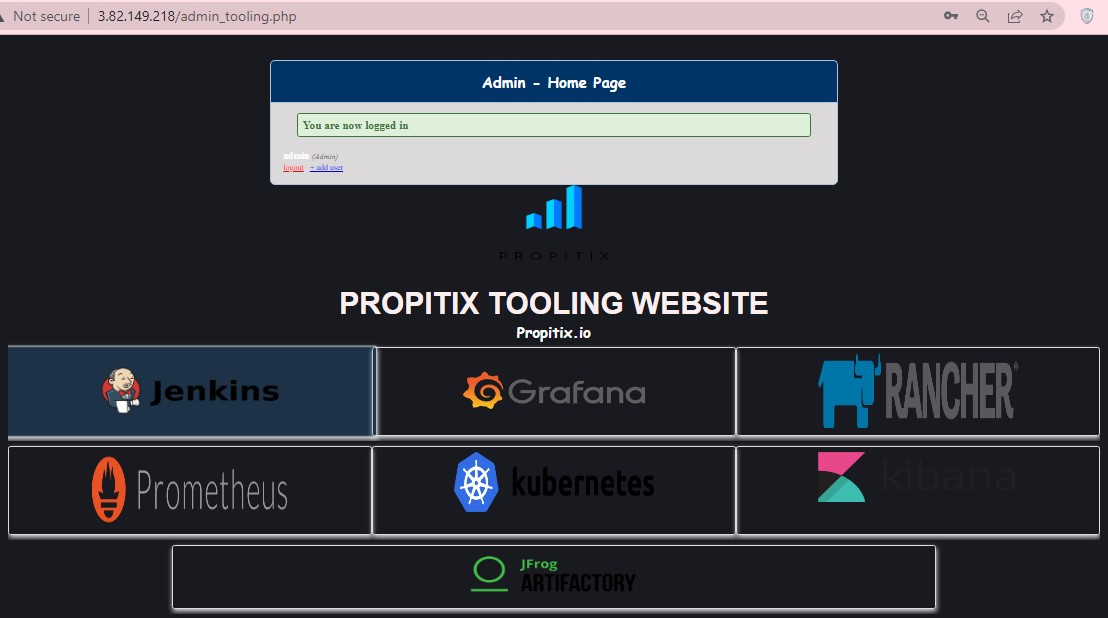 Not secure | 3.82.149.218/admin_tooling.php
Admin - Home Page
You are now logged in
admin (Admin)
logout + add user
PROPITIX
PROPITIX TOOLING WEBSITE
Propitix.io
Jenkins
Grafana
RANCHER®
Prometheus
kubernetes
kibana
JFrog
ARTIFACTORY